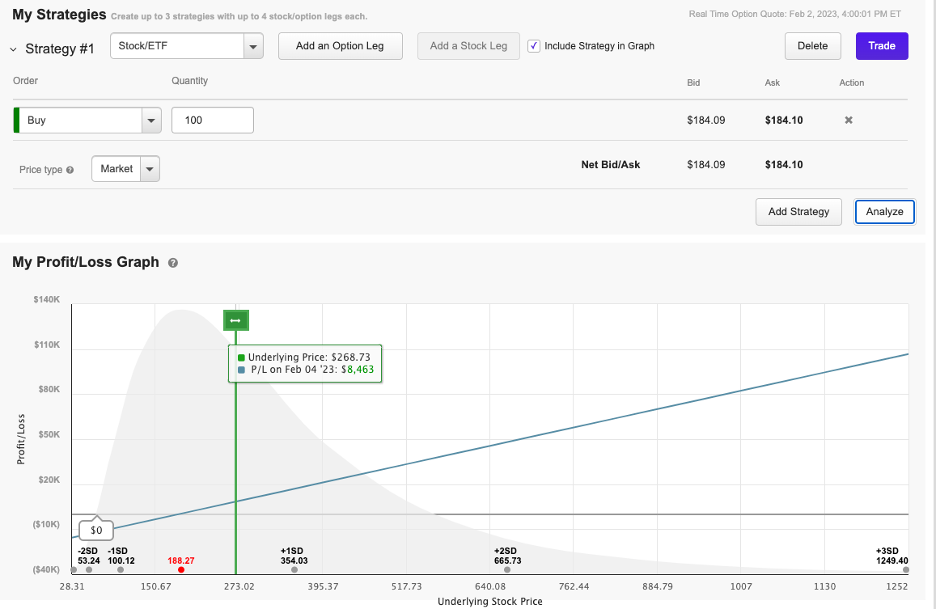 My Strategies Create up to 3 strategies with up to 4 stock/option legs each.
Real Time Option Quote: Feb 2, 2023, 4:00:01 PM ET
Strategy #1 Stock/ETF Add an Option Leg Add a Stock Leg Include Strategy in Graph Delete Trade
Order Quantity Bid Ask Action
Buy 100 $184.09 $184.10
Price type Market Net Bid/Ask $184.09 $184.10
Add Strategy Analyze
My Profit/Loss Graph
Profit/Loss
$140K
$110K
$80K
$50K
$20K
($10K)
($40K)
Underlying Price: $268.73
P/L on Feb 04 '23: $8,463
$0
-2SD -1SD +1SD +2SD +3SD
53.24 100.12 188.27 354.03 665.73 1249.40
28.31 150.67 273.02 395.37 517.73 640.08 762.44 884.79 1007 1130 1252
Underlying Stock Price